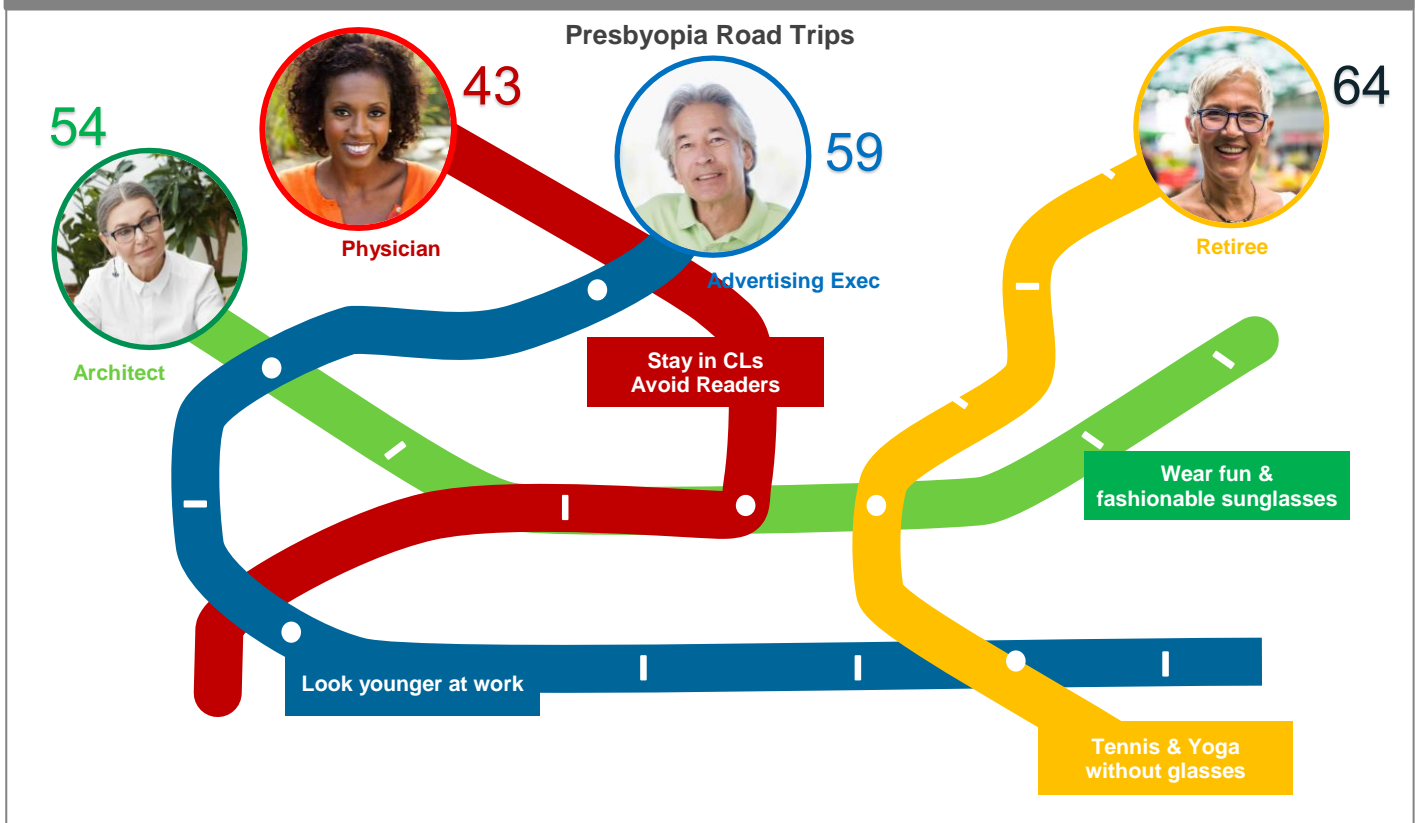 Presbyopia Road Trips
54
43
59
64
Physician
Retiree
Advertising Exec
Architect
Stay in CLs
Avoid Readers
Wear fun &
fashionable sunglasses
Look younger at work
Tennis & Yoga
without glasses